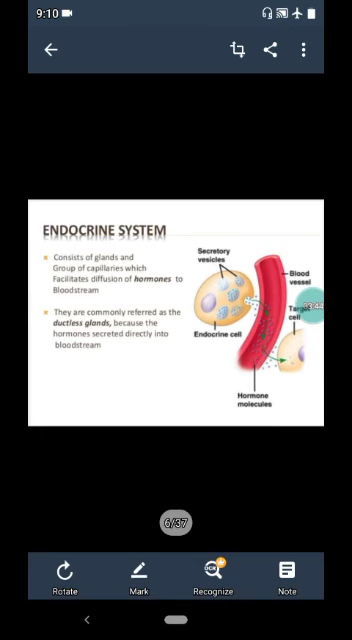 9:10
ENDOCRINE SYSTEM
Consists of glands and
Group of capillaries which
Facilitates diffusion of hormones to
Bloodstream
They are commonly referred as the
ductless glands, because the
hormones secreted directly into
bloodstream
Secretory
vesicles
Blood
vessel
cell
Endocrine cell
Hormone
molecules
6/37
Rotate
Mark
OCR
Recognize
Note